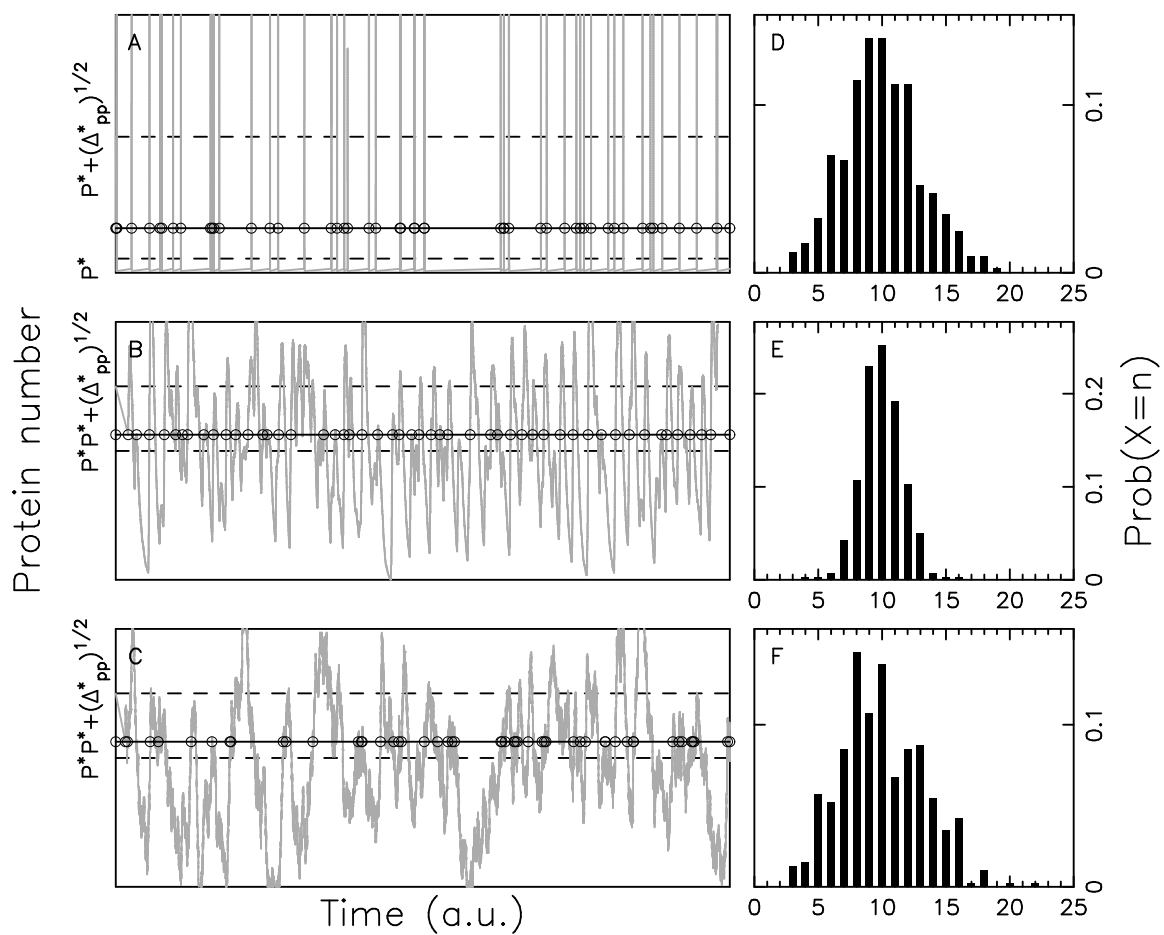 Protein number
P* P*+(Δ*pp)1/2
A
P*P*+(Δ*pp)1/2
B
P*P*+(Δ*pp)1/2
C
Time (a.u.)
D
0 0.1
0 5 10 15 20 25
E
0 0.1 0.2
0 5 10 15 20 25
F
0 0.1
0 5 10 15 20 25
Prob(X=n)